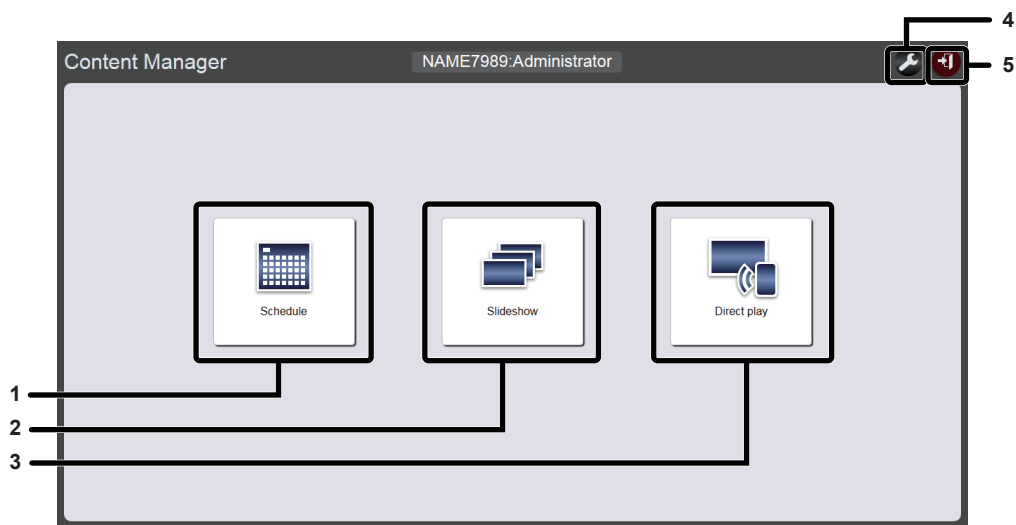 4
Content Manager
NAME7989:Administrator
5
Schedule
Slideshow
Direct play
1
2
3